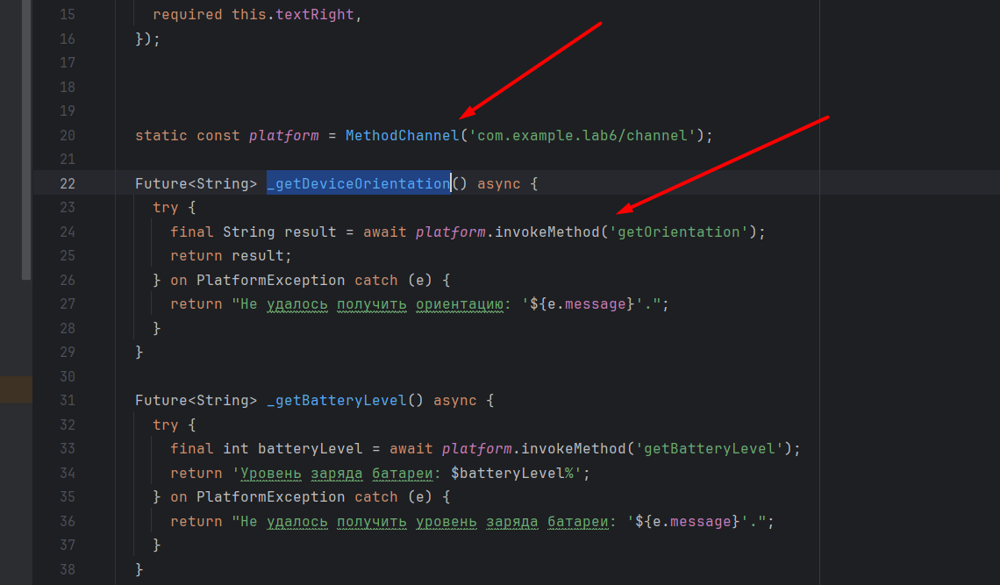 15 required this.textRight,
16 });
17
18
19
20 static const platform = MethodChannel('com.example.lab6/channel');
21
22 Future<String> _getDeviceOrientation() async {
23 try {
24 final String result = await platform.invokeMethod('getOrientation');
25 return result;
26 } on PlatformException catch (e) {
27 return "Не удалось получить ориентацию: '${e.message}'.";
28 }
29 }
30
31 Future<String> _getBatteryLevel() async {
32 try {
33 final int batteryLevel = await platform.invokeMethod('getBatteryLevel');
34 return 'Уровень заряда батареи: $batteryLevel%';
35 } on PlatformException catch (e) {
36 return "Не удалось получить уровень заряда батареи: '${e.message}'.";
37 }
38 }